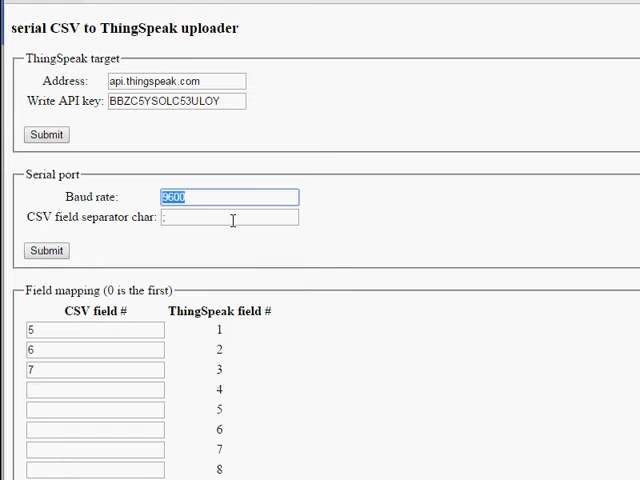 serial CSV to ThingSpeak uploader
ThingSpeak target
Address: api.thingspeak.com
Write API key: BBZC5YSOLC53ULOY
Submit
Serial port
Baud rate: 9600
CSV field separator char: ;
Submit
Field mapping (0 is the first)
CSV field # ThingSpeak field #
5 1
6 2
7 3
4
5
6
7
8